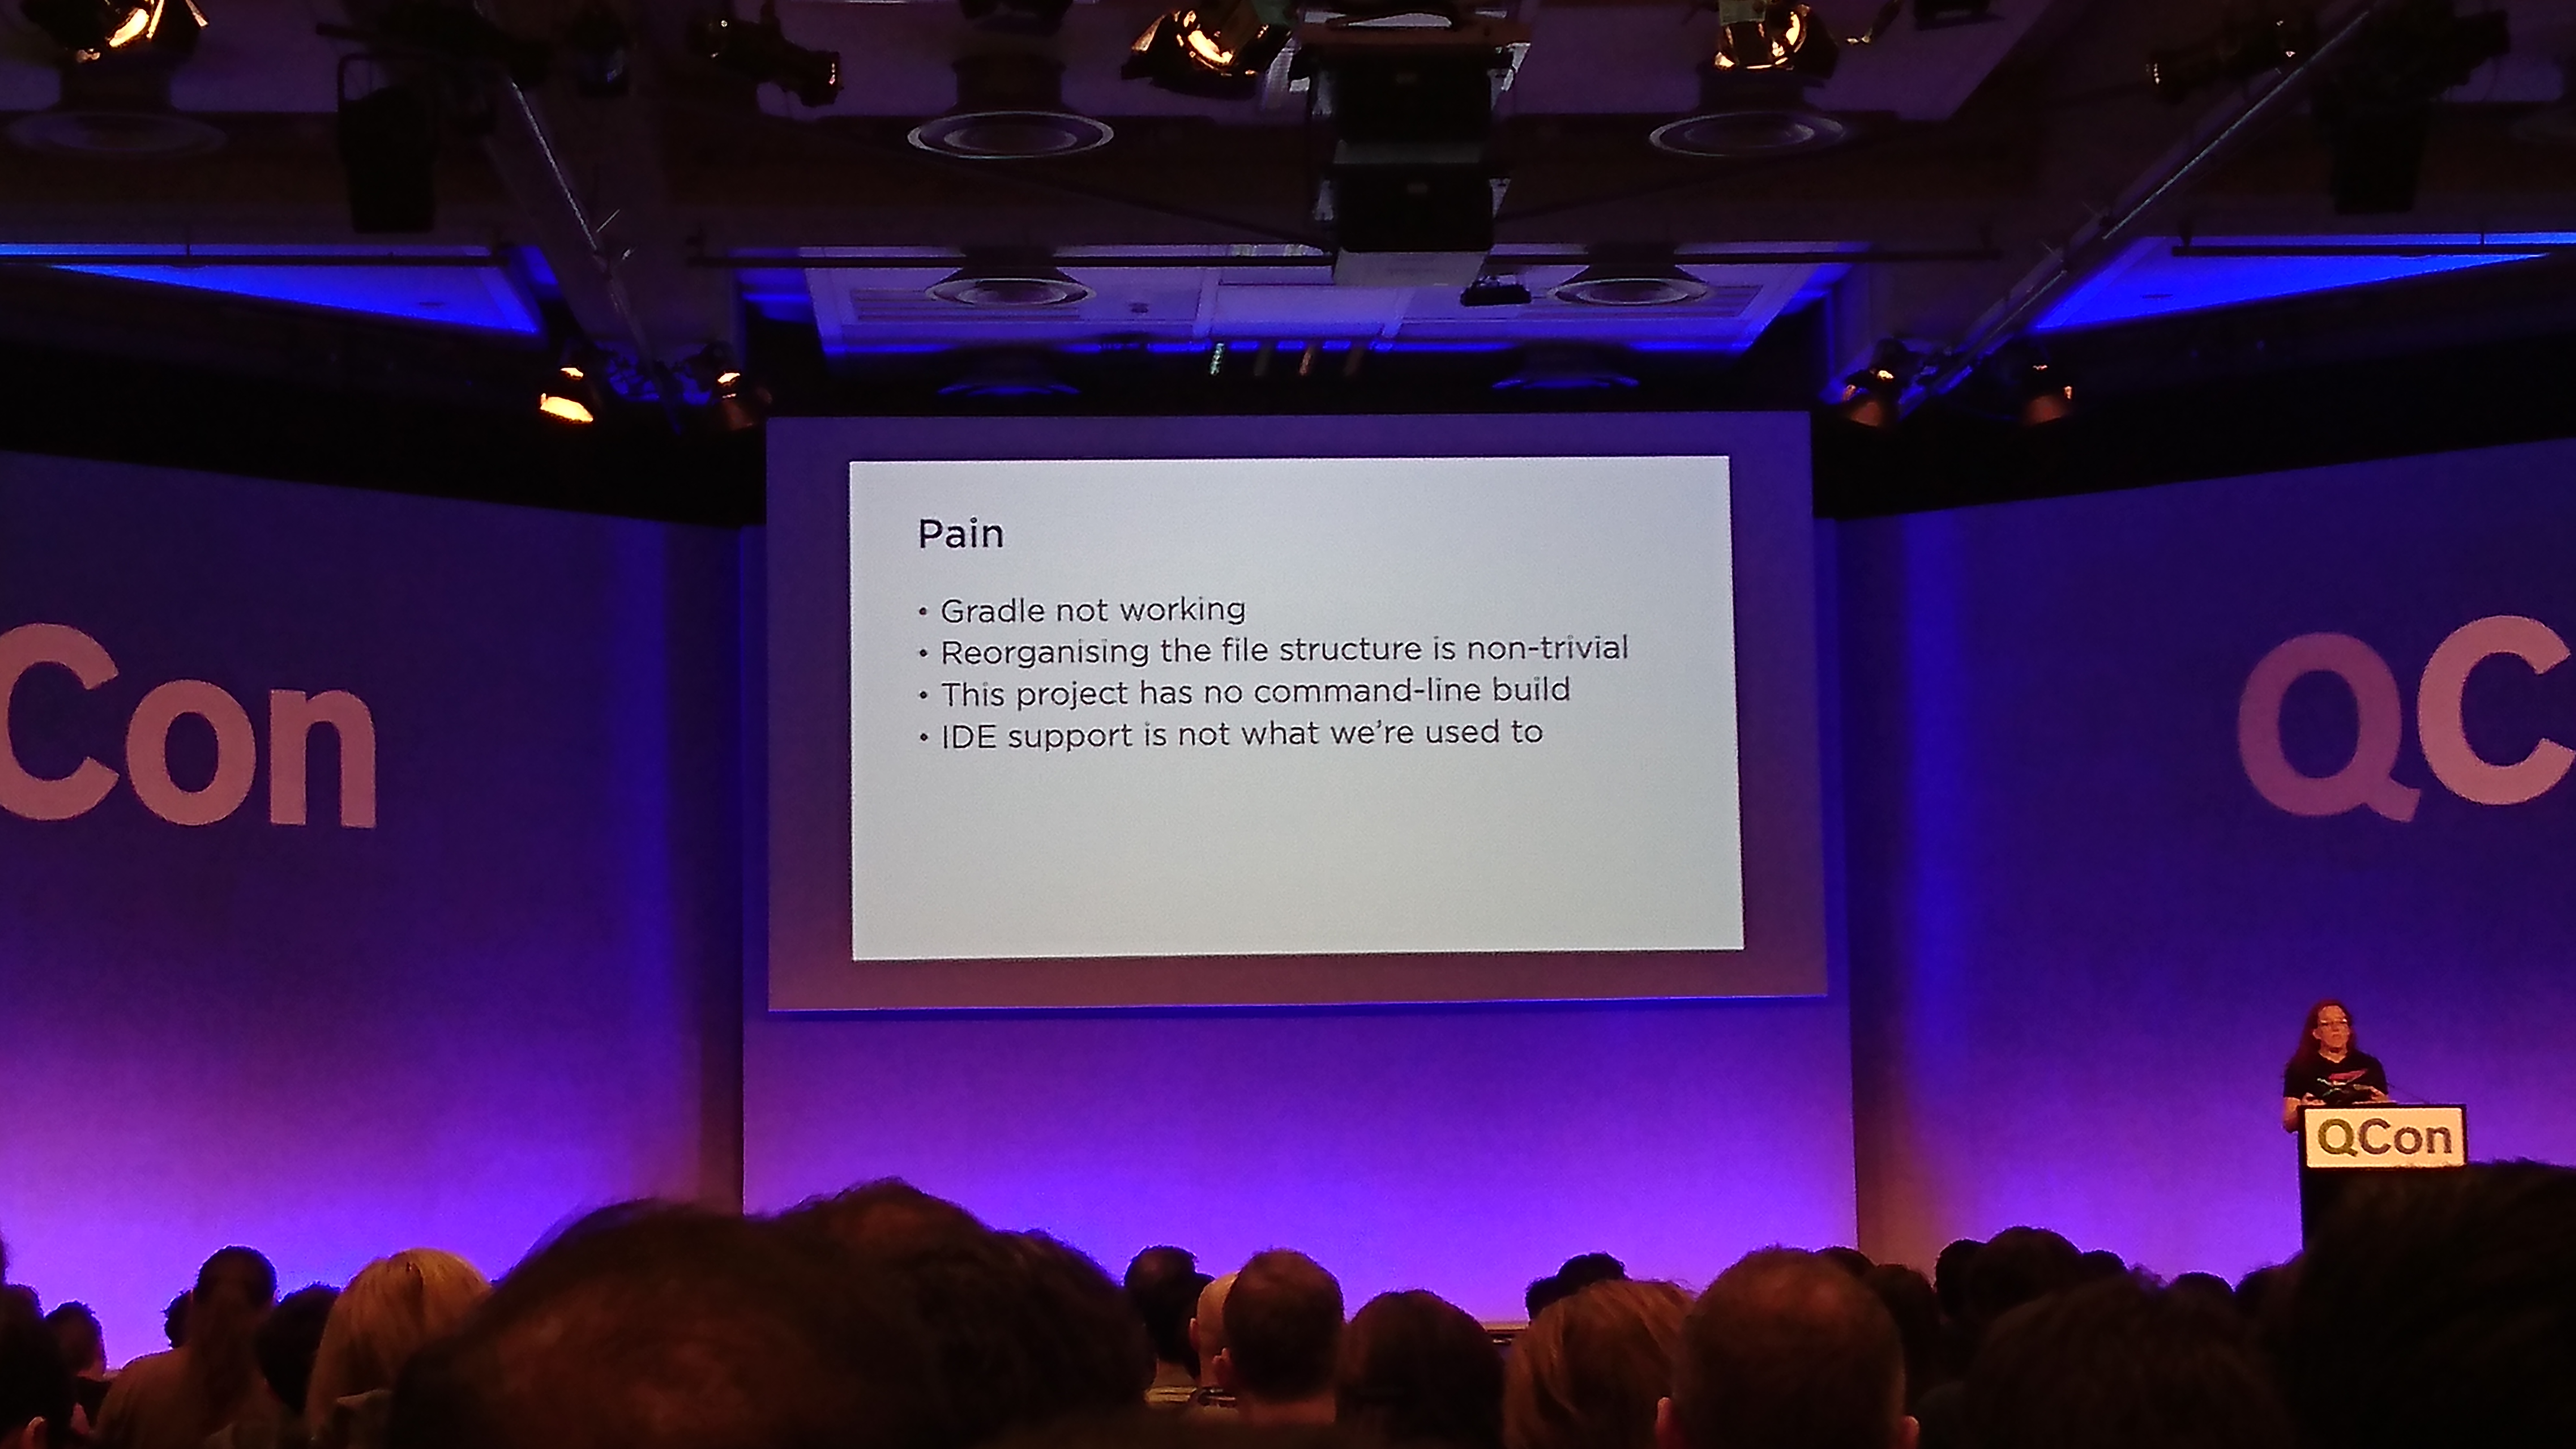 Pain
• Gradle not working
• Reorganising the file structure is non-trivial
• This project has no command-line build
• IDE support is not what we're used to
Con
QC
QCon